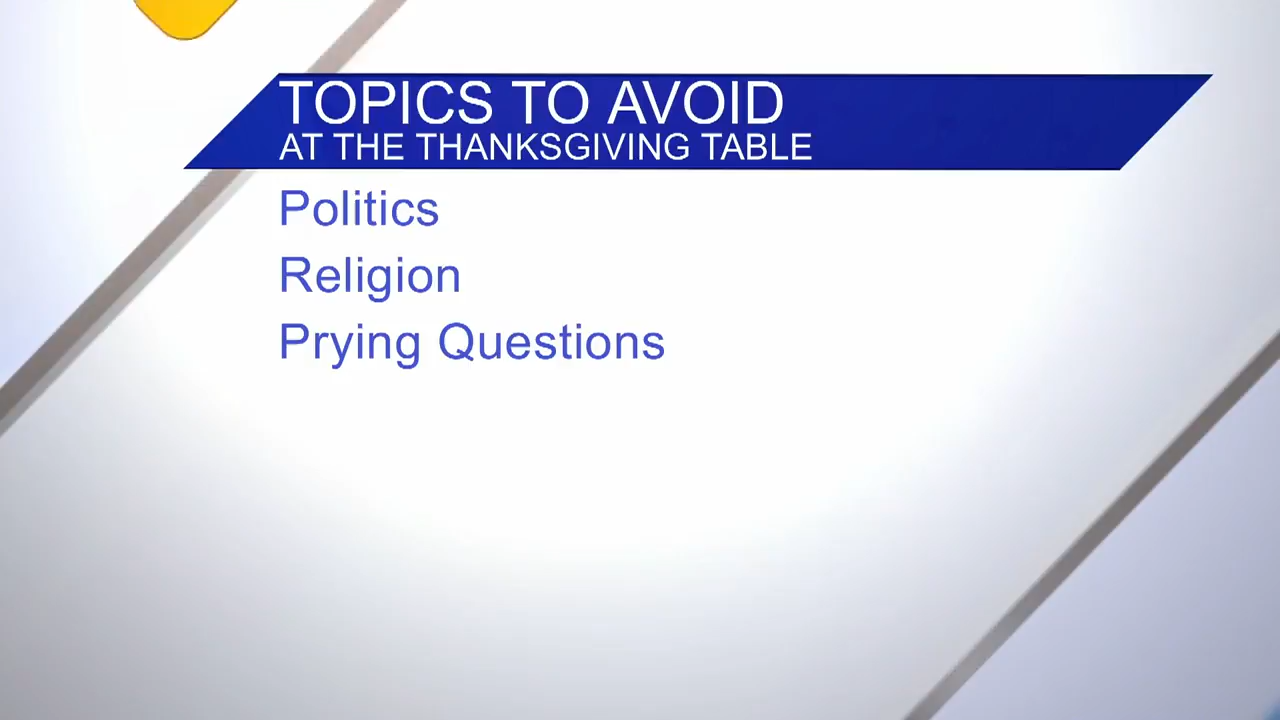 TOPICS TO AVOID
AT THE THANKSGIVING TABLE
Politics
Religion
Prying Questions